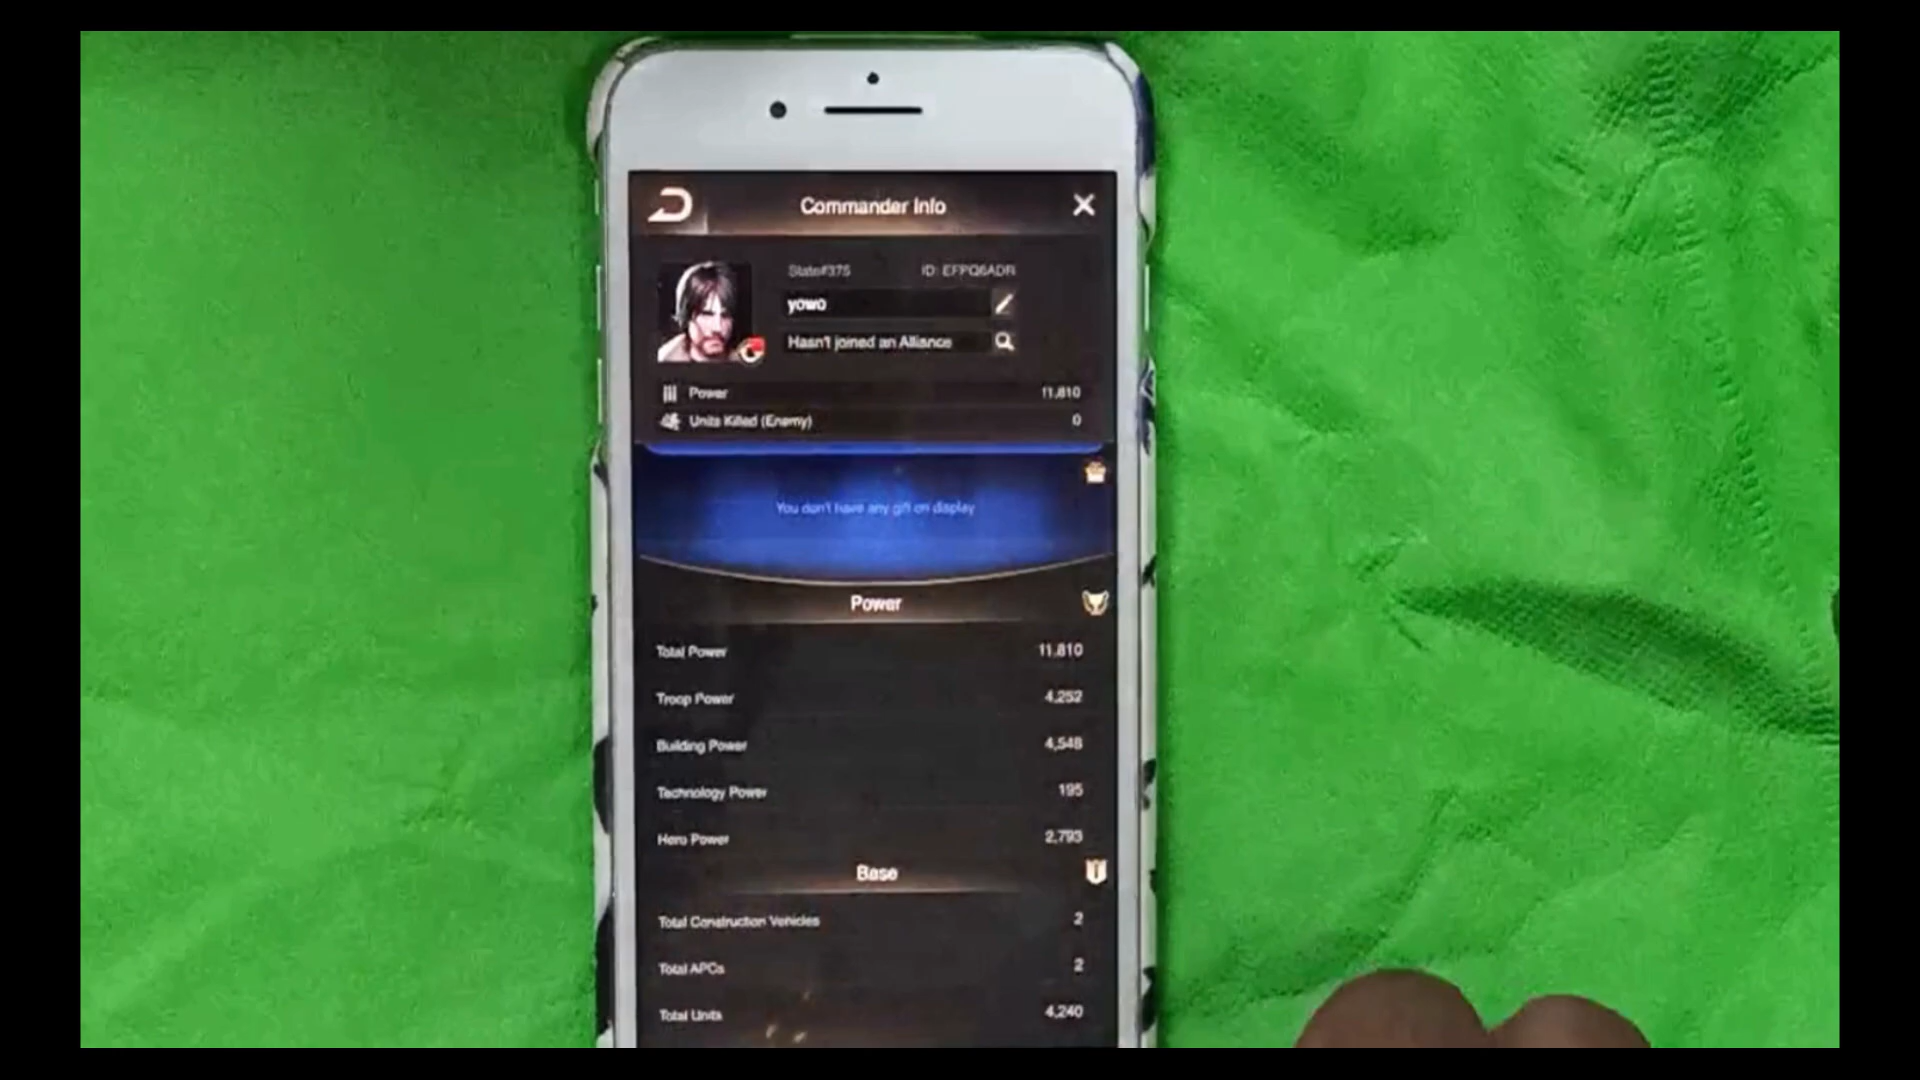 Commander Info
State#375 ID: EFPQ6ADR
yowo
Hasn't joined an Alliance
Power 11,810
Units Killed (Enemy) 0
You don't have any gift on display
Power
Total Power 11,810
Troop Power 4,252
Building Power 4,548
Technology Power 195
Hero Power 2,793
Base
Total Construction Vehicles 2
Total APCs 2
Total Units 4,240